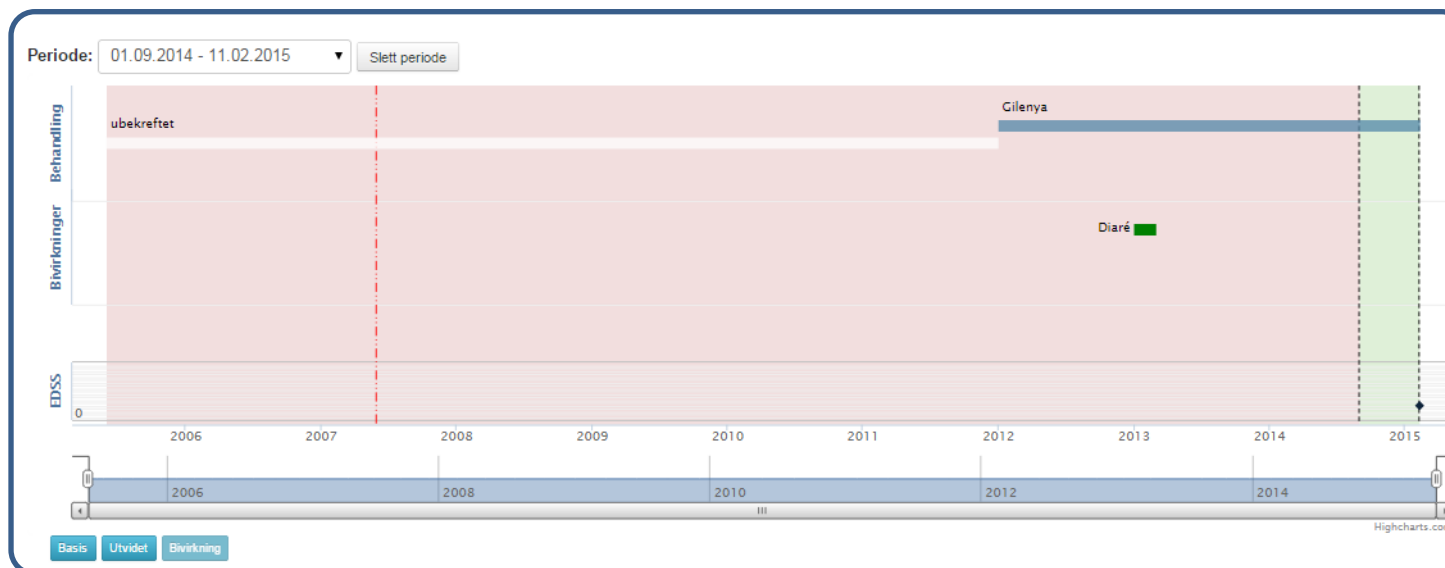 Periode: 01.09.2014 - 11.02.2015 Slett periode
Behandling
ubekreftet
Gilenya
Bivirkninger
Diaré
EDSS
0
2006 2007 2008 2009 2010 2011 2012 2013 2014 2015
2006 2008 2010 2012 2014
Highcharts.co
Basis Utvidet Bivirkning